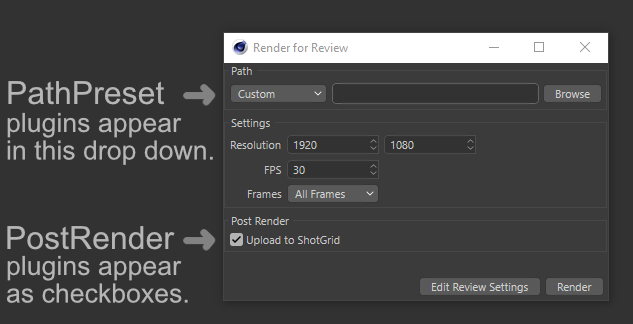 Render for Review
PathPreset
plugins appear
in this drop down.
Path
Custom
Browse
Settings
Resolution 1920 1080
FPS 30
Frames All Frames
PostRender
plugins appear
as checkboxes.
Post Render
Upload to ShotGrid
Edit Review Settings Render